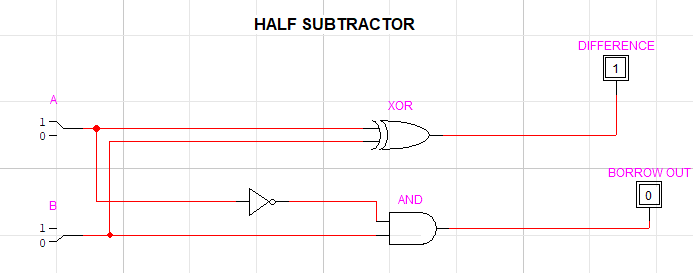 HALF SUBTRACTOR
DIFFERENCE
1
A
XOR
1
0
BORROW OUT
0
B
AND
1
0